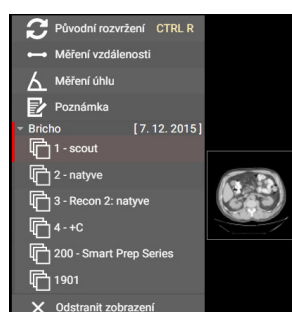 Původní rozvržení CTRL R
Měření vzdálenosti
Měření úhlu
Poznámka
Bricho [ 7. 12. 2015 ]
1 - scout
2 - natyve
3 - Recon 2: natyve
4 - +C
200 - Smart Prep Series
1901
Odstranit zobrazení